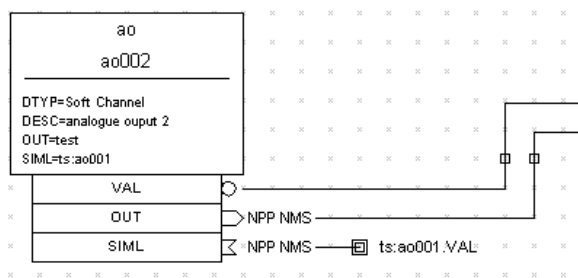 ao
ao002
DTYP=Soft Channel
DESC=analogue ouput 2
OUT=test
SIML=ts:ao001
VAL
OUT NPP NMS
SIML NPP NMS ts:ao001.VAL